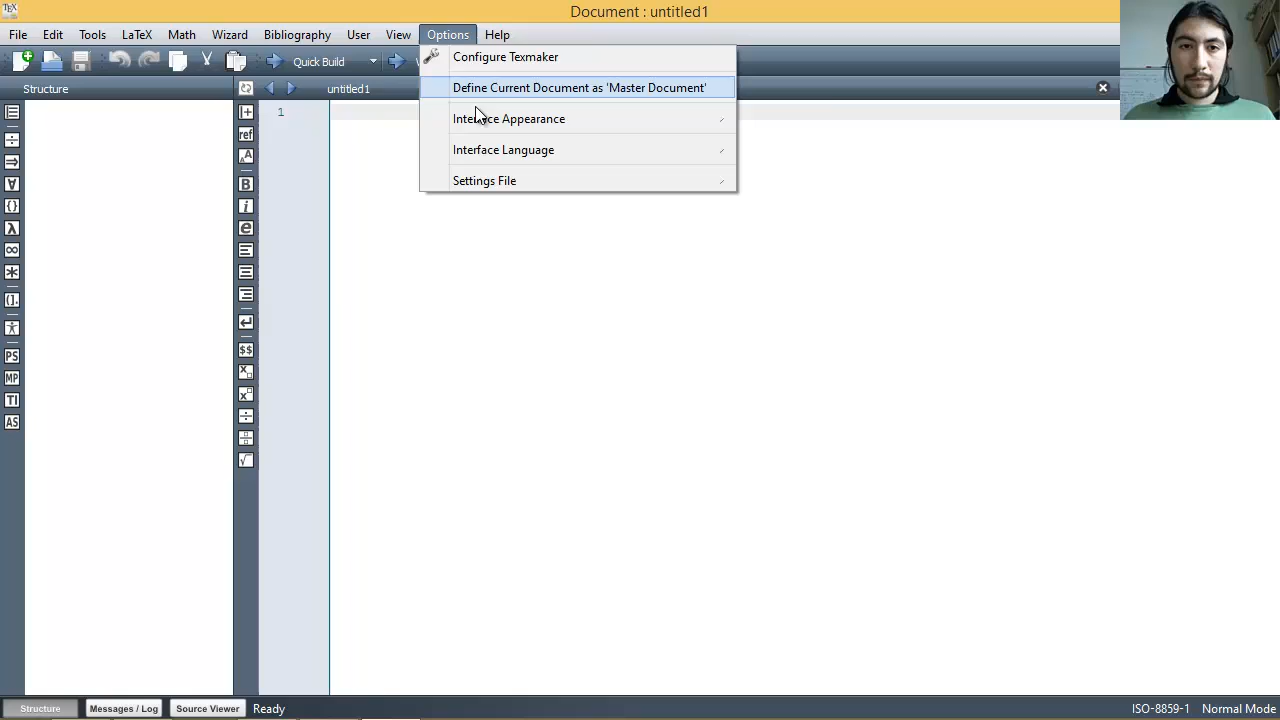 Document : untitled1
File Edit Tools LaTeX Math Wizard Bibliography User View Options Help
Quick Build
Structure
untitled1
Configure Texmaker
Define Current Document as 'Master Document'
Interface Appearance
Interface Language
Settings File
1
ref
PS
MP
TI
AS
B
i
e
$$
Structure
Messages / Log
Source Viewer
Ready
ISO-8859-1
Normal Mode